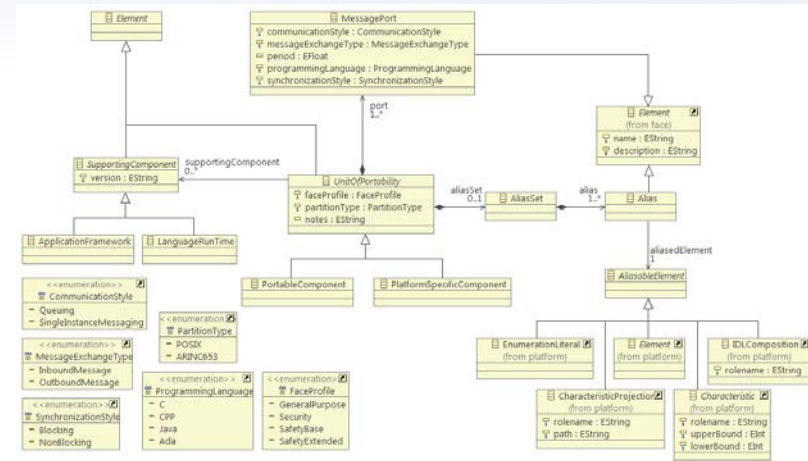 Element
MessagePort
communicationStyle : CommunicationStyle
messageExchangeType : MessageExchangeType
period : EFloat
programmingLanguage : ProgrammingLanguage
synchronizationStyle : SynchronizationStyle
port
1..*
Element
(from face)
name : EString
description : EString
SupportingComponent
version : EString
supportingComponent
0..*
UnitOfPortability
faceProfile : FaceProfile
partitionType : PartitionType
notes : EString
aliasSet
0..1
AliasSet
alias
1..*
Alias
ApplicationFramework
LanguageRunTime
aliasedElement
1
AliasableElement
PortableComponent
PlatformSpecificComponent
<<enumeration>>
CommunicationStyle
Queuing
SingleInstanceMessaging
<<enumeration>>
PartitionType
POSIX
ARINC653
<<enumeration>>
MessageExchangeType
InboundMessage
OutboundMessage
<<enumeration>>
SynchronizationStyle
Blocking
NonBlocking
<<enumeration>>
ProgrammingLanguage
C
CPP
Java
Ada
<<enumeration>>
FaceProfile
GeneralPurpose
Security
SafetyBase
SafetyExtended
EnumerationLiteral
(from platform)
Element
(from platform)
IDLComposition
(from platform)
rolename : EString
CharacteristicProjection
(from platform)
rolename : EString
path : EString
Characteristic
(from platform)
rolename : EString
upperBound : EInt
lowerBound : EInt